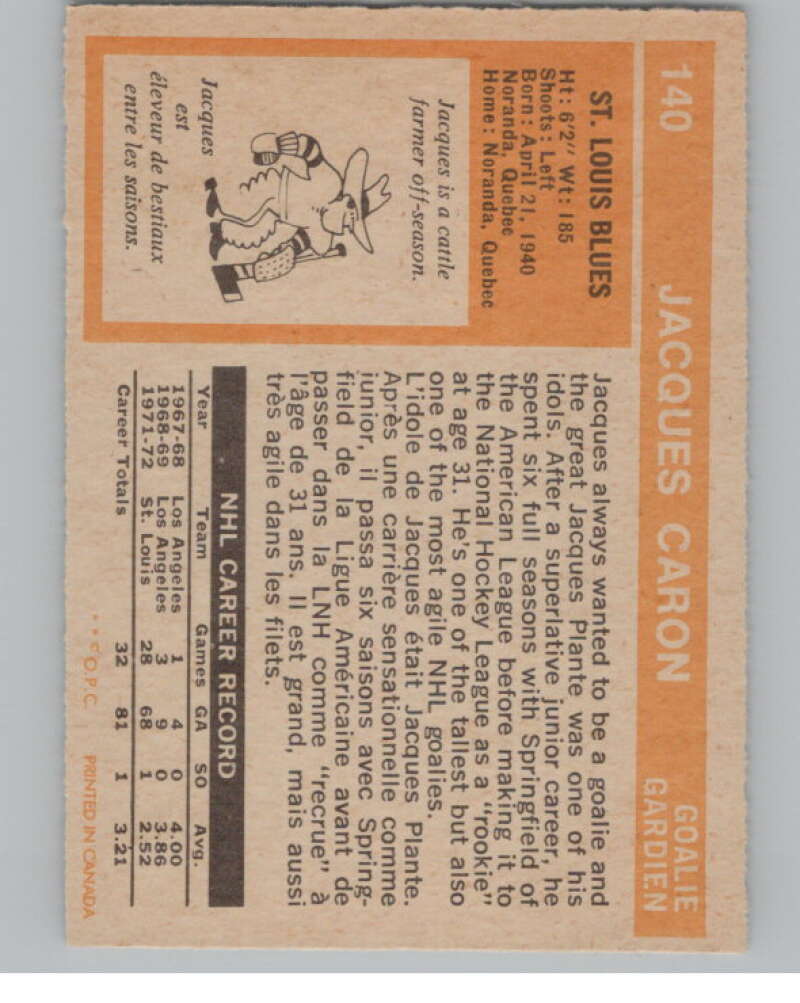 140 JACQUES CARON GOALIE
GARDIEN
ST. LOUIS BLUES
Ht: 6'2" Wt: 185
Shoots: Left
Born: April 21, 1940
Noranda, Quebec
Home: Noranda, Quebec
Jacques is a cattle
farmer off-season.
Jacques
est
éleveur de bestiaux
entre les saisons.
Jacques always wanted to be a goalie and
the great Jacques Plante was one of his
idols. After a superlative junior career, he
spent six full seasons with Springfield of
the American League before making it to
the National Hockey League as a "rookie"
at age 31. He's one of the tallest but also
one of the most agile NHL goalies.
L'idole de Jacques était Jacques Plante.
Après une carrière sensationnelle comme
junior, il passa six saisons avec Spring-
field de la Ligue Américaine avant de
passer dans la LNH comme "recrue" à
l'âge de 31 ans. Il est grand, mais aussi
très agile dans les filets.
NHL CAREER RECORD
Year Team Games GA SO Avg.
1967-68 Los Angeles 1 4 0 4.00
1968-69 Los Angeles 3 9 0 3.86
1971-72 St. Louis 28 68 1 2.52
Career Totals 32 81 1 3.21
* * © O.P.C. PRINTED IN CANADA